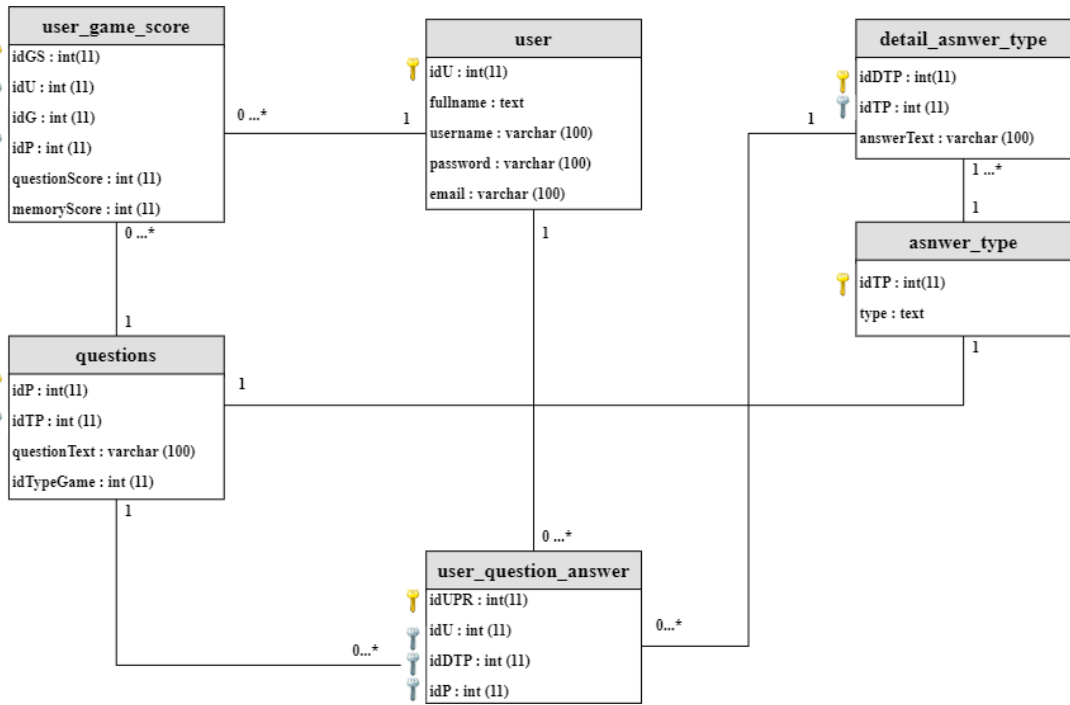 user_game_score
idGS : int(11)
idU : int (11)
idG : int (11)
idP : int (11)
questionScore : int (11)
memoryScore : int (11)
0 ...*
1
user
idU : int(11)
fullname : text
username : varchar (100)
password : varchar (100)
email : varchar (100)
1
detail_asnwer_type
idDTP : int(11)
idTP : int (11)
answerText : varchar (100)
1 ...*
1
asnwer_type
idTP : int(11)
type : text
1
0 ...*
1
questions
idP : int(11)
idTP : int (11)
questionText : varchar (100)
idTypeGame : int (11)
1
1
0...*
0 ...*
user_question_answer
idUPR : int(11)
idU : int (11)
idDTP : int (11)
idP : int (11)
0...*
1